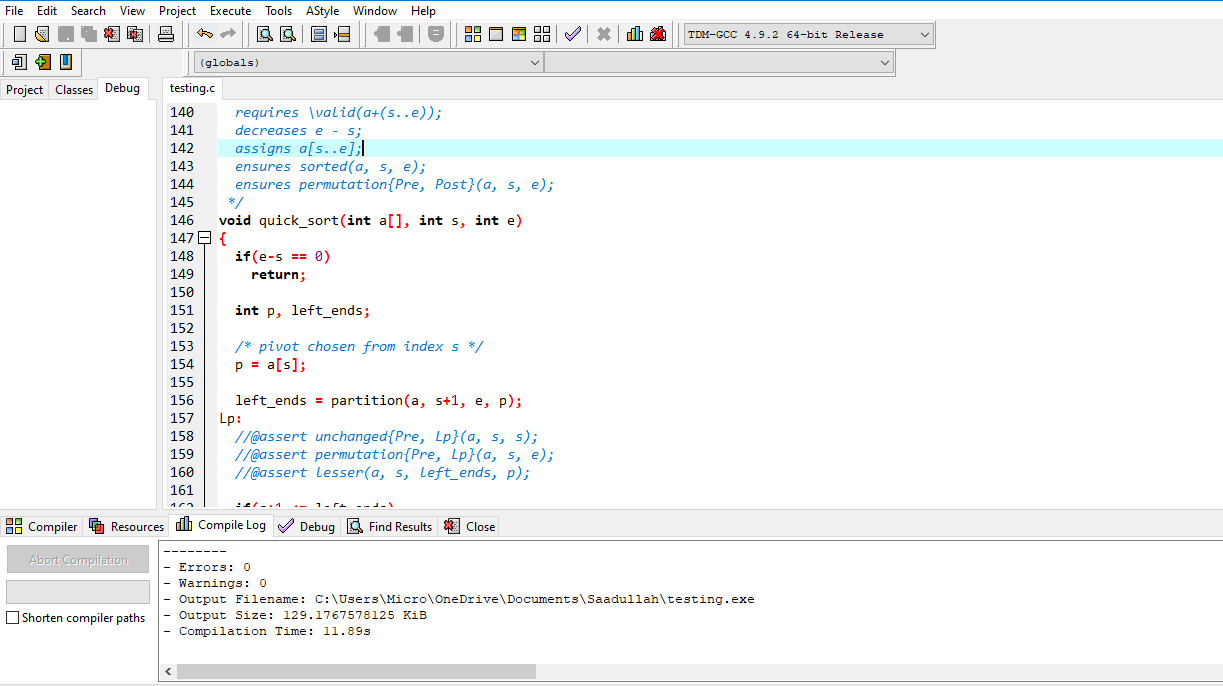 File Edit Search View Project Execute Tools AStyle Window Help
TDM-GCC 4.9.2 64-bit Release
(globals)
Project Classes Debug
testing.c
140 requires \valid(a+(s..e));
141 decreases e - s;
142 assigns a[s..e];
143 ensures sorted(a, s, e);
144 ensures permutation{Pre, Post}(a, s, e);
145 */
146 void quick_sort(int a[], int s, int e)
147 {
148 if(e-s == 0)
149 return;
150
151 int p, left_ends;
152
153 /* pivot chosen from index s */
154 p = a[s];
155
156 left_ends = partition(a, s+1, e, p);
157 Lp:
158 //@assert unchanged{Pre, Lp}(a, s, s);
159 //@assert permutation{Pre, Lp}(a, s, e);
160 //@assert lesser(a, s, left_ends, p);
161
Compiler Resources Compile Log Debug Find Results Close
Abort Compilation
Shorten compiler paths
--------
- Errors: 0
- Warnings: 0
- Output Filename: C:\Users\Micro\OneDrive\Documents\Saadullah\testing.exe
- Output Size: 129.1767578125 KiB
- Compilation Time: 11.89s